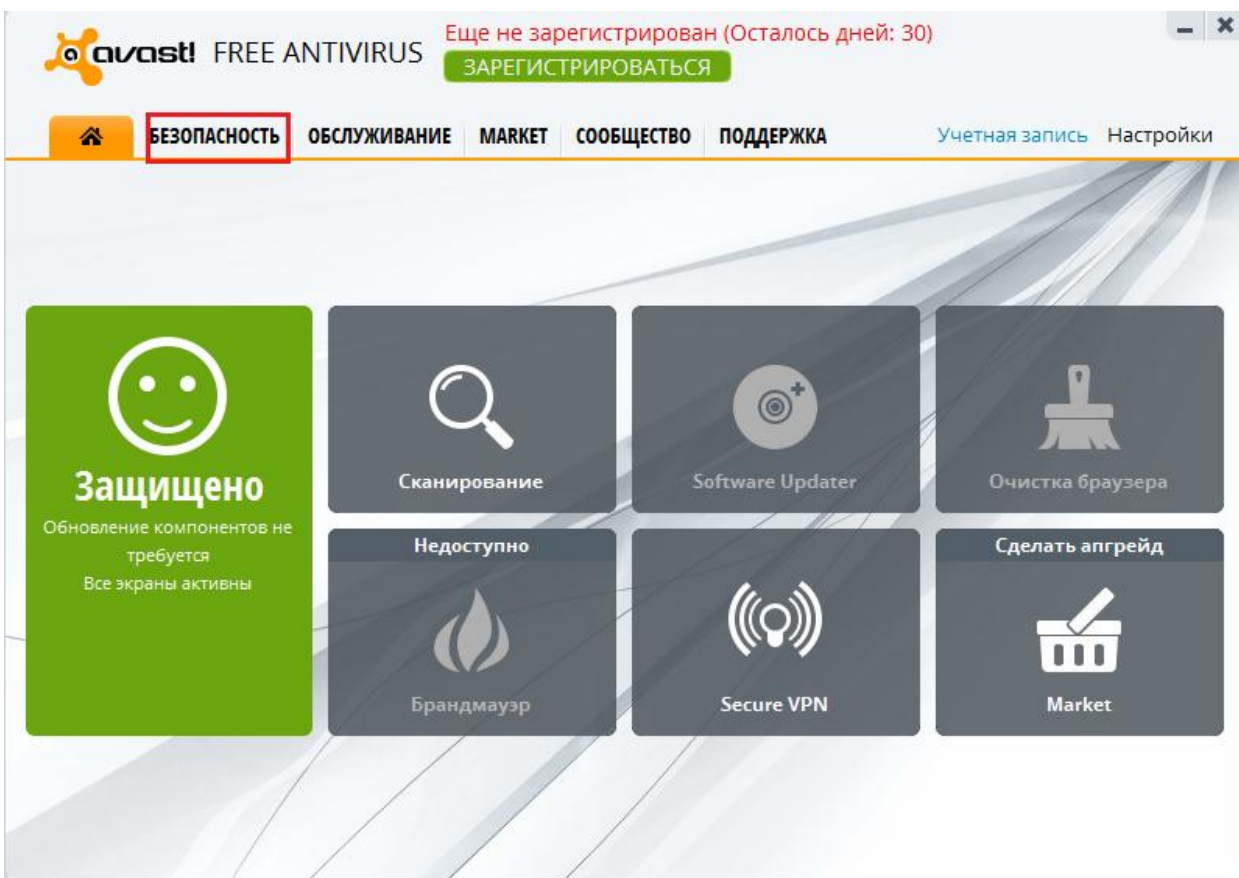 avast! FREE ANTIVIRUS
Еще не зарегистрирован (Осталось дней: 30)
ЗАРЕГИСТРИРОВАТЬСЯ
БЕЗОПАСНОСТЬ ОБСЛУЖИВАНИЕ MARKET СООБЩЕСТВО ПОДДЕРЖКА Учетная запись Настройки
Защищено
Обновление компонентов не
требуется
Все экраны активны
Сканирование
Software Updater
Очистка браузера
Недоступно
Брандмауэр
Secure VPN
Сделать апгрейд
Market